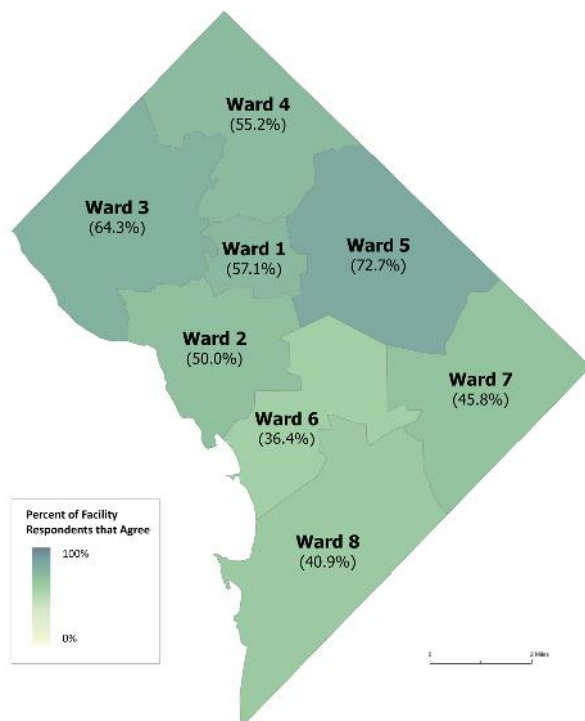 Ward 4
(55.2%)
Ward 3
(64.3%)
Ward 1
(57.1%)
Ward 5
(72.7%)
Ward 2
(50.0%)
Ward 7
(45.8%)
Ward 6
(36.4%)
Ward 8
(40.9%)
Percent of Facility
Respondents that Agree
100%
0%
0 2 Miles